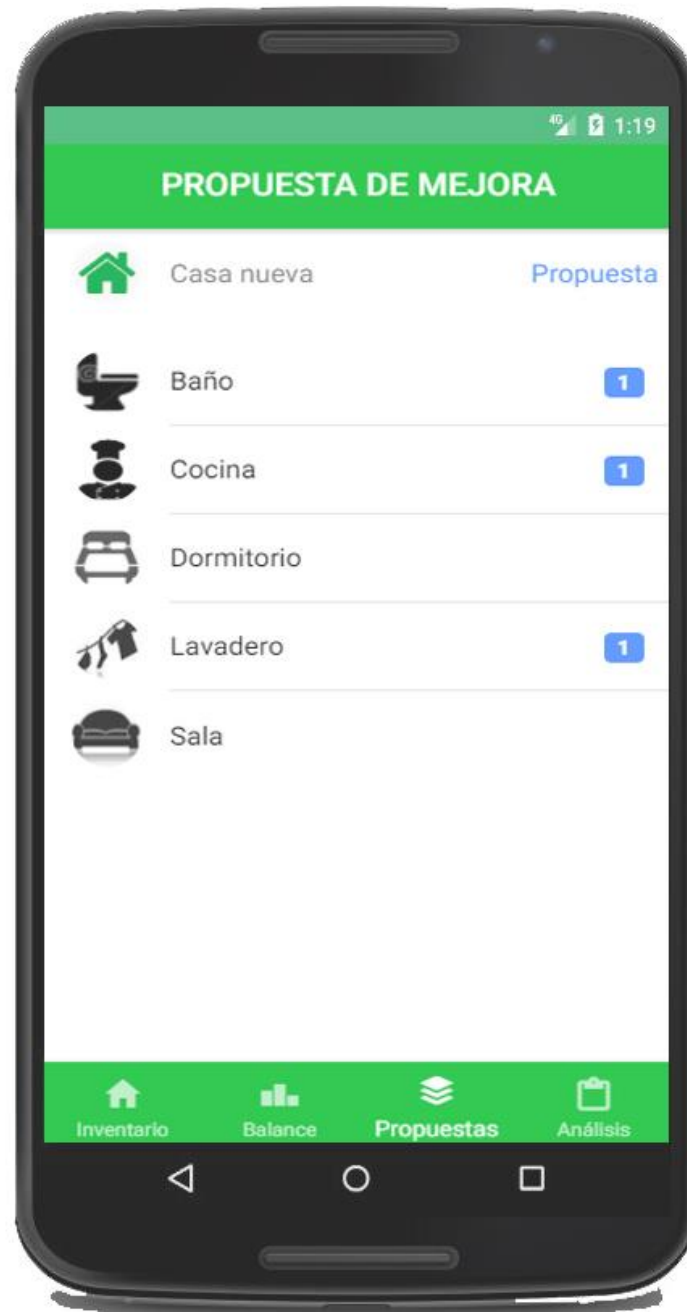 4G 1:19
PROPUESTA DE MEJORA
Casa nueva Propuesta
Baño 1
Cocina 1
Dormitorio
Lavadero 1
Sala
Inventario Balance Propuestas Análisis